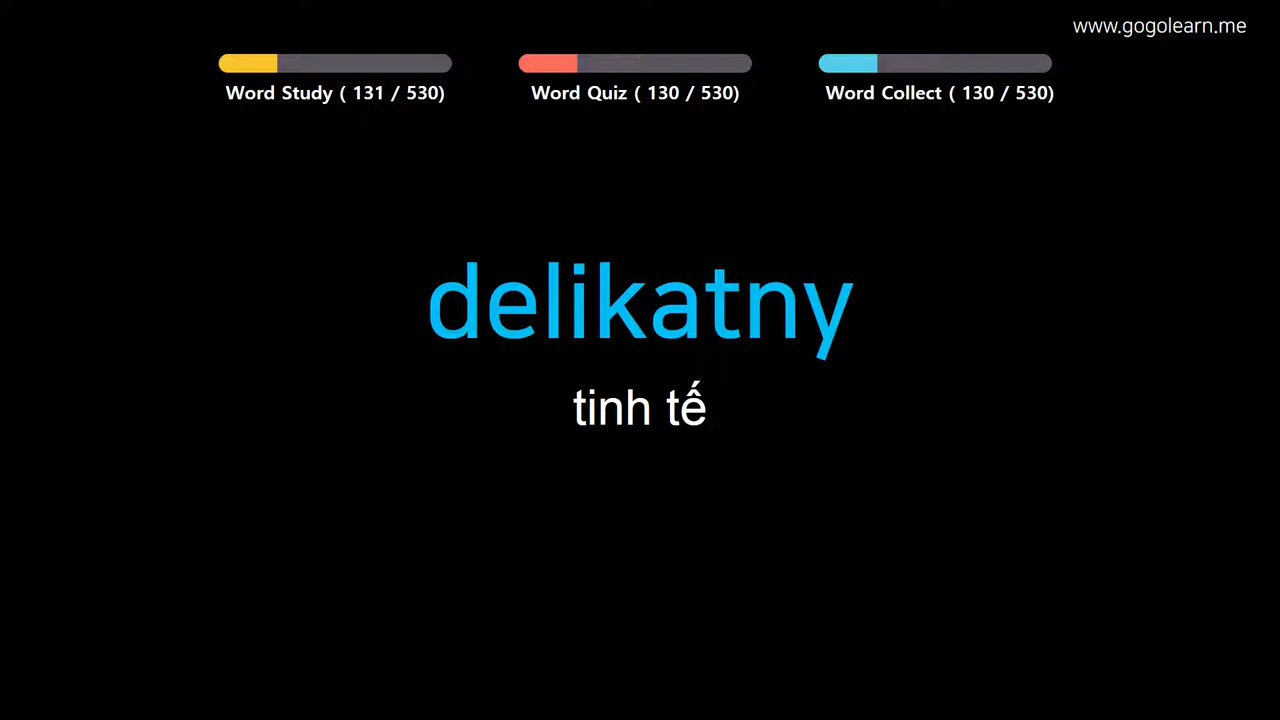 www.gogolearn.me
Word Study ( 131 / 530)
Word Quiz ( 130 / 530)
Word Collect ( 130 / 530)
delikatny
tinh tế